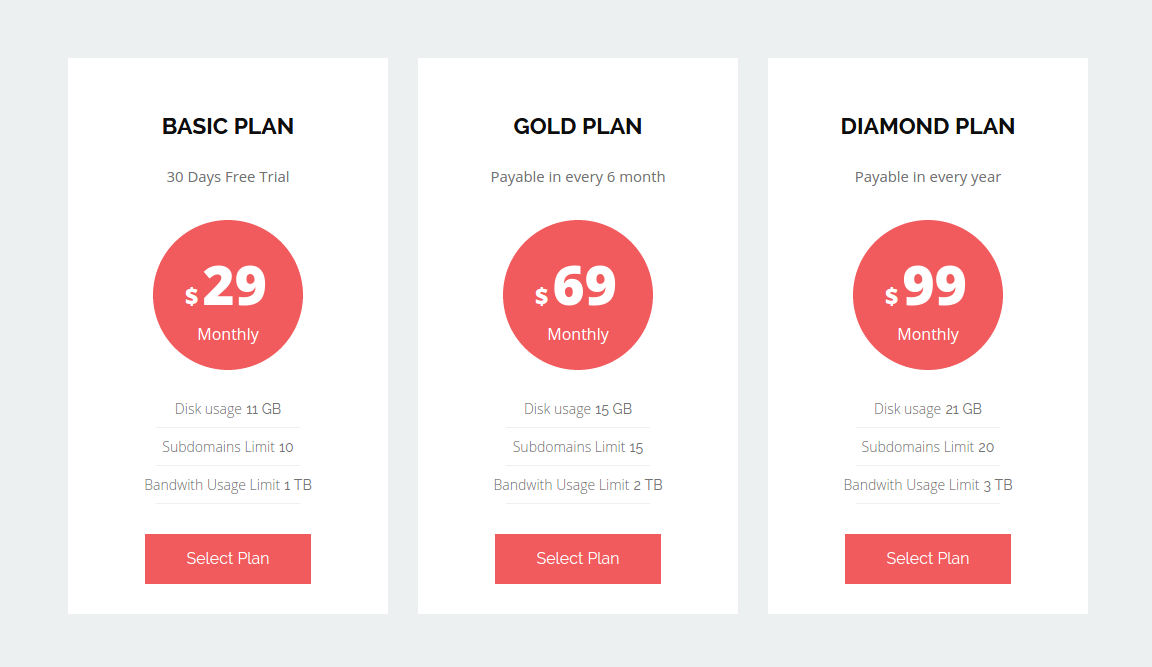 BASIC PLAN
30 Days Free Trial
$ 29
Monthly
Disk usage 11 GB
Subdomains Limit 10
Bandwith Usage Limit 1 TB
Select Plan
GOLD PLAN
Payable in every 6 month
$ 69
Monthly
Disk usage 15 GB
Subdomains Limit 15
Bandwith Usage Limit 2 TB
Select Plan
DIAMOND PLAN
Payable in every year
$ 99
Monthly
Disk usage 21 GB
Subdomains Limit 20
Bandwith Usage Limit 3 TB
Select Plan